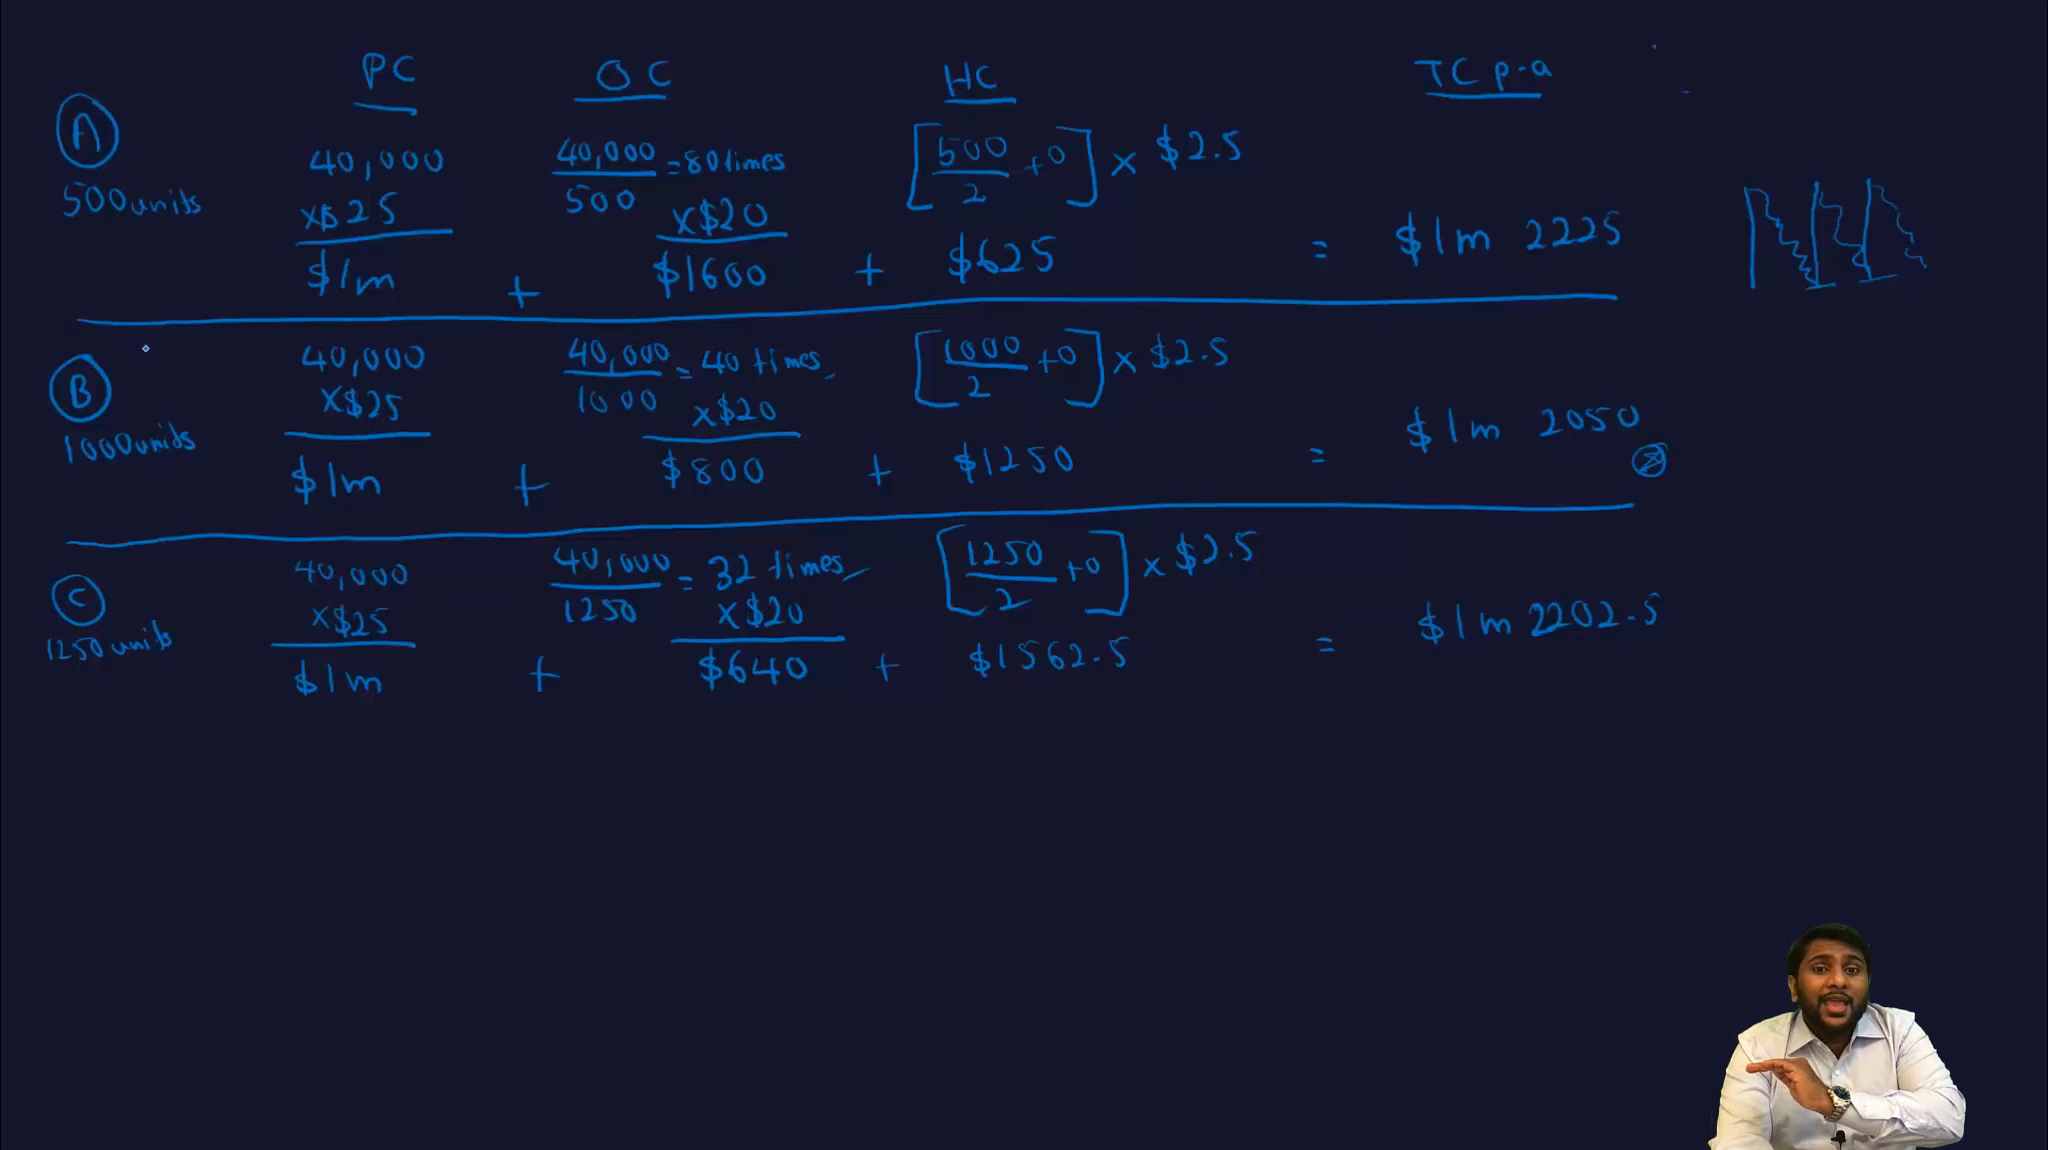 PC OC HC TC p.a
A
500units
40,000
x$25
$1m
+
40,000 / 500 = 80 times
x$20
$1600
+
[500/2 + 0] x $2.5
$625
= $1m 2225
B
1000units
40,000
x$25
$1m
+
40,000 / 1000 = 40 times
x$20
$800
+
[1000/2 + 0] x $2.5
$1250
= $1m 2050
C
1250units
40,000
x$25
$1m
+
40,000 / 1250 = 32 times
x$20
$640
+
[1250/2 + 0] x $2.5
$1562.5
= $1m 2202.5